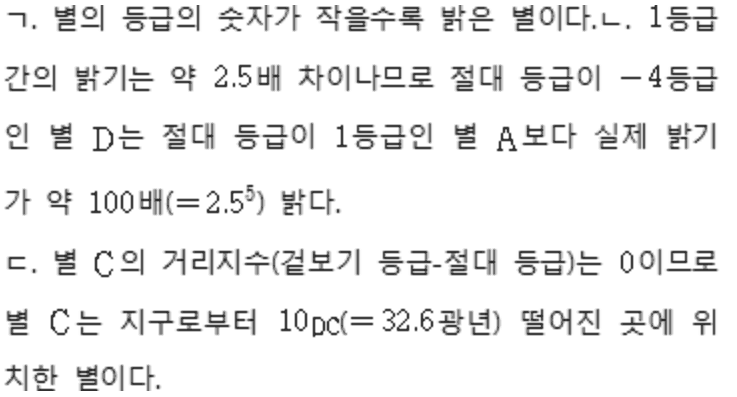 ㄱ. 별의 등급의 숫자가 작을수록 밝은 별이다.ㄴ. 1등급
간의 밝기는 약 2.5배 차이나므로 절대 등급이 -4등급
인 별 D는 절대 등급이 1등급인 별 A보다 실제 밝기
가 약 100배(=2.5⁵) 밝다.
ㄷ. 별 C의 거리지수(겉보기 등급-절대 등급)는 0이므로
별 C는 지구로부터 10pc(=32.6광년) 떨어진 곳에 위
치한 별이다.